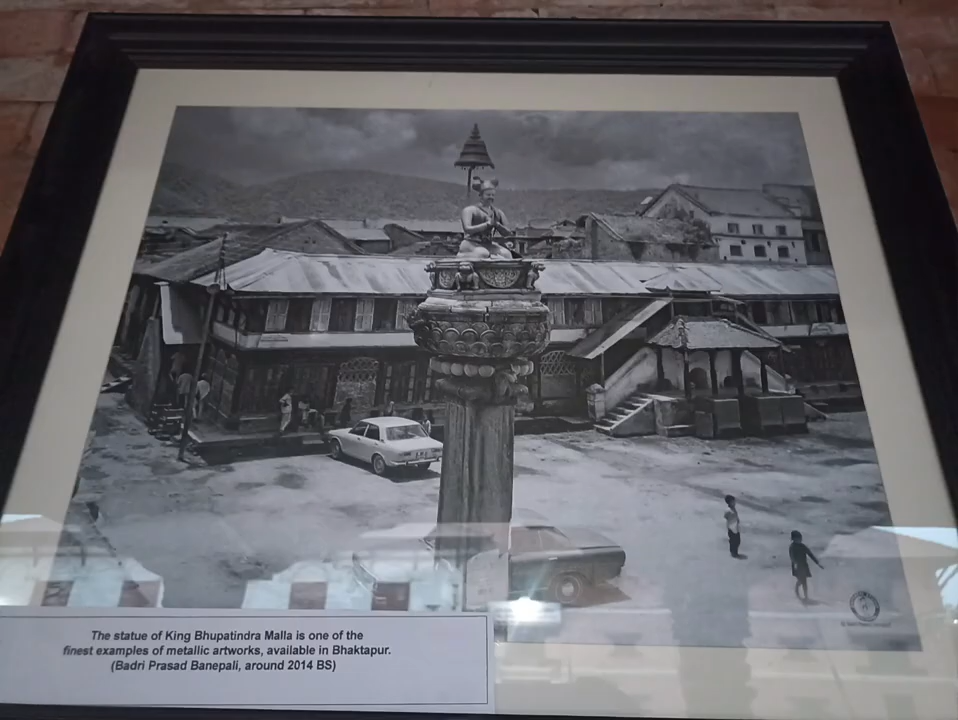 The statue of King Bhupatindra Malla is one of the
finest examples of metallic artworks, available in Bhaktapur.
(Badri Prasad Banepali, around 2014 BS)